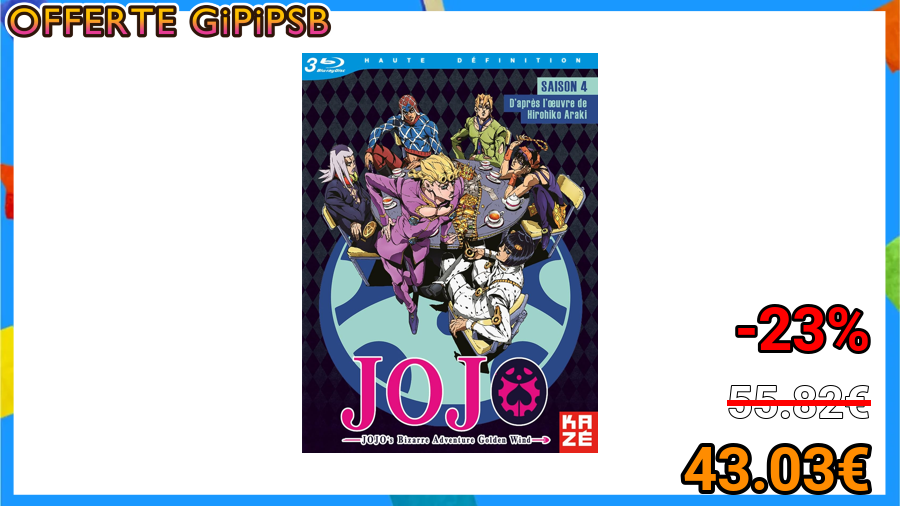 OFFERTE GiPiPSB
3 Blu-ray Disc
HAUTE DÉFINITION
SAISON 4
D'après l'œuvre de
Hirohiko Araki
JOJO
JOJO's Bizarre Adventure Golden Wind
KAZÉ
-23%
55.82€
43.03€